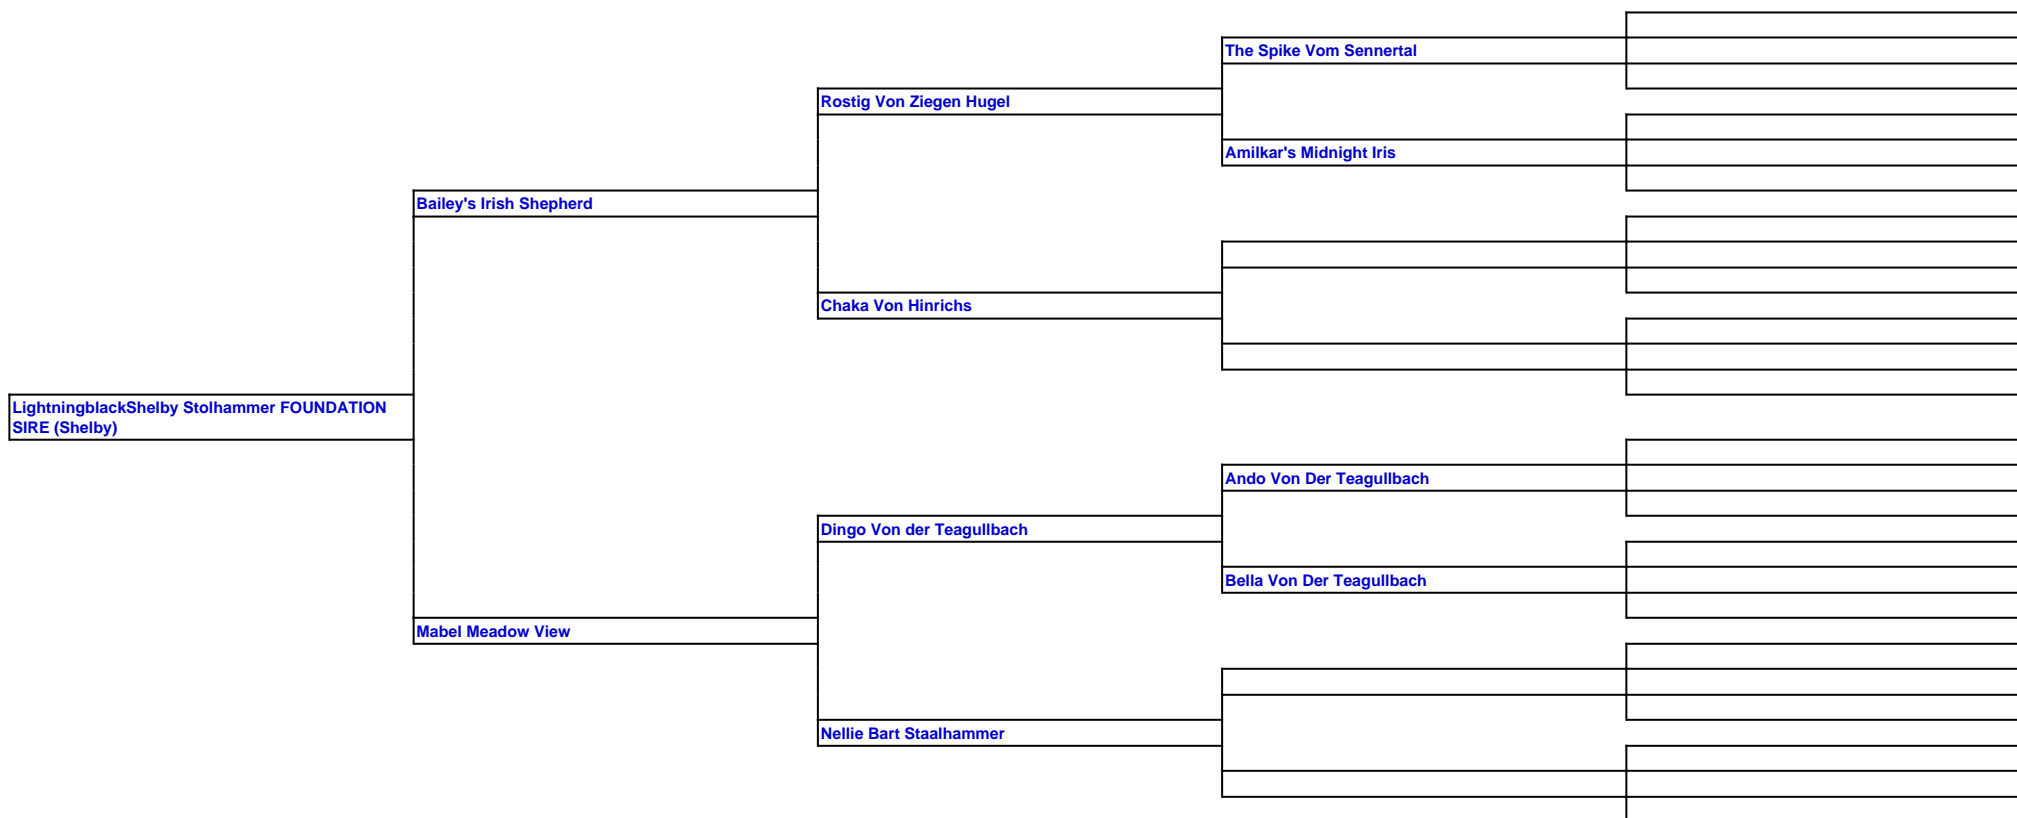 The Spike Vom Sennertal
Rostig Von Ziegen Hugel
Amilkar's Midnight Iris
Bailey's Irish Shepherd
Chaka Von Hinrichs
LightningblackShelby Stolhammer FOUNDATION
SIRE (Shelby)
Ando Von Der Teagullbach
Dingo Von der Teagullbach
Bella Von Der Teagullbach
Mabel Meadow View
Nellie Bart Staalhammer